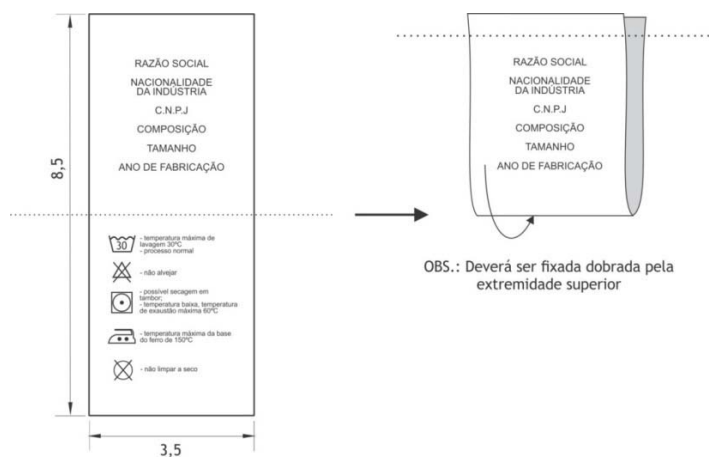 8,5
RAZÃO SOCIAL
NACIONALIDADE
DA INDÚSTRIA
C.N.P.J
COMPOSIÇÃO
TAMANHO
ANO DE FABRICAÇÃO
30
- temperatura máxima de
lavagem 30ºC
- processo normal
- não alvejar
- possível secagem em
tambor;
- temperatura baixa, temperatura
de exaustão máxima 60ºC
- temperatura máxima da base
do ferro de 150ºC
- não limpar a seco
3,5
RAZÃO SOCIAL
NACIONALIDADE
DA INDÚSTRIA
C.N.P.J
COMPOSIÇÃO
TAMANHO
ANO DE FABRICAÇÃO
OBS.: Deverá ser fixada dobrada pela
extremidade superior